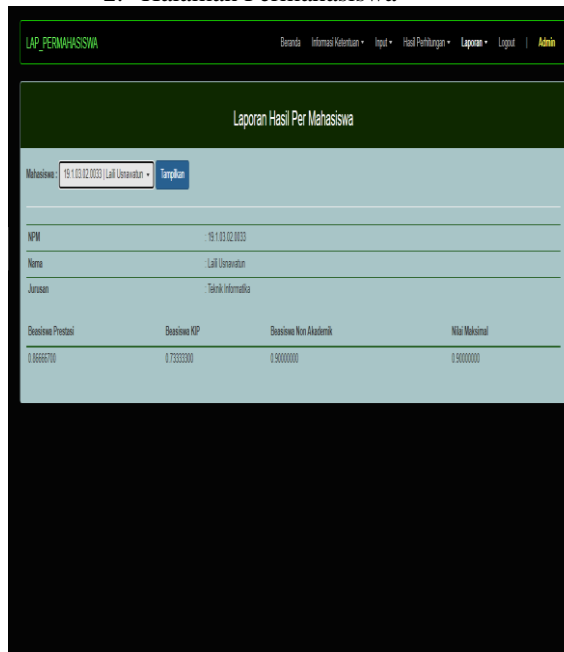 2. Halaman Permahasiswa
LAP_PERMAHASISWA Beranda Informasi Ketentuan Input Hasil Perhitungan Laporan Logout | Admin
Laporan Hasil Per Mahasiswa
Mahasiswa : 19.1.03.02.0033 | Laili Usnawatun Tampilkan
NPM : 19.1.03.02.0033
Nama : Laili Usnawatun
Jurusan : Teknik Informatika
Beasiswa Prestasi Beasiswa KIP Beasiswa Non Akademik Nilai Maksimal
0.86666700 0.73333300 0.90000000 0.90000000